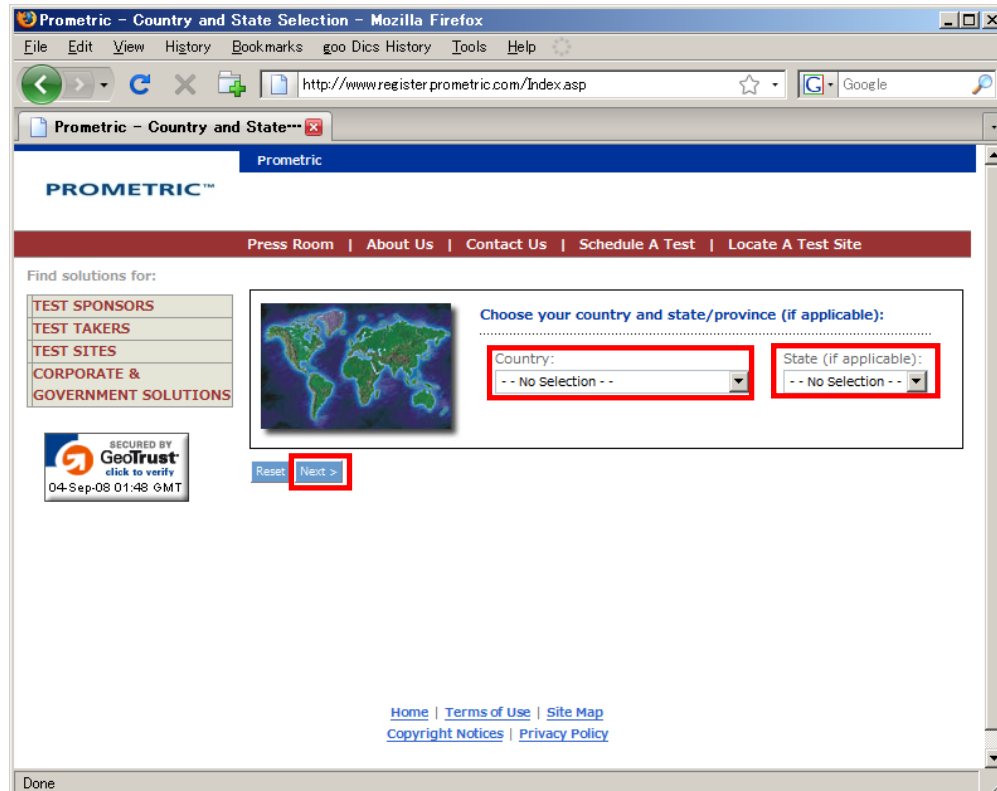 Prometric - Country and State Selection - Mozilla Firefox
File Edit View History Bookmarks goo Dics History Tools Help
http://www.register.prometric.com/Index.asp
G Google
Prometric - Country and State···
Prometric
PROMETRIC™
Press Room | About Us | Contact Us | Schedule A Test | Locate A Test Site
Find solutions for:
TEST SPONSORS
TEST TAKERS
TEST SITES
CORPORATE &
GOVERNMENT SOLUTIONS
Choose your country and state/province (if applicable):
Country:
State (if applicable):
- - No Selection - -
- - No Selection - -
SECURED BY
GeoTrust
click to verify
04-Sep-08 01:48 GMT
Reset
Next >
Home | Terms of Use | Site Map
Copyright Notices | Privacy Policy
Done